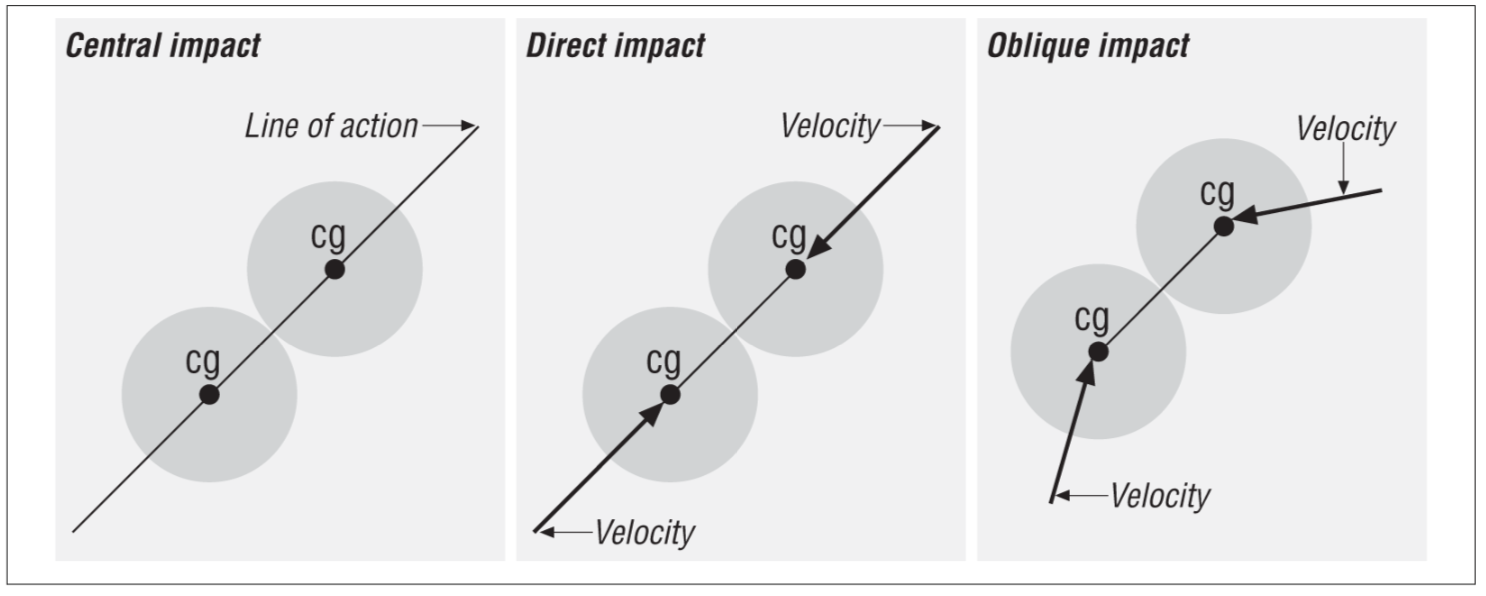 Central impact
Line of action
cg
cg
Direct impact
Velocity
cg
cg
Velocity
Oblique impact
Velocity
cg
cg
Velocity